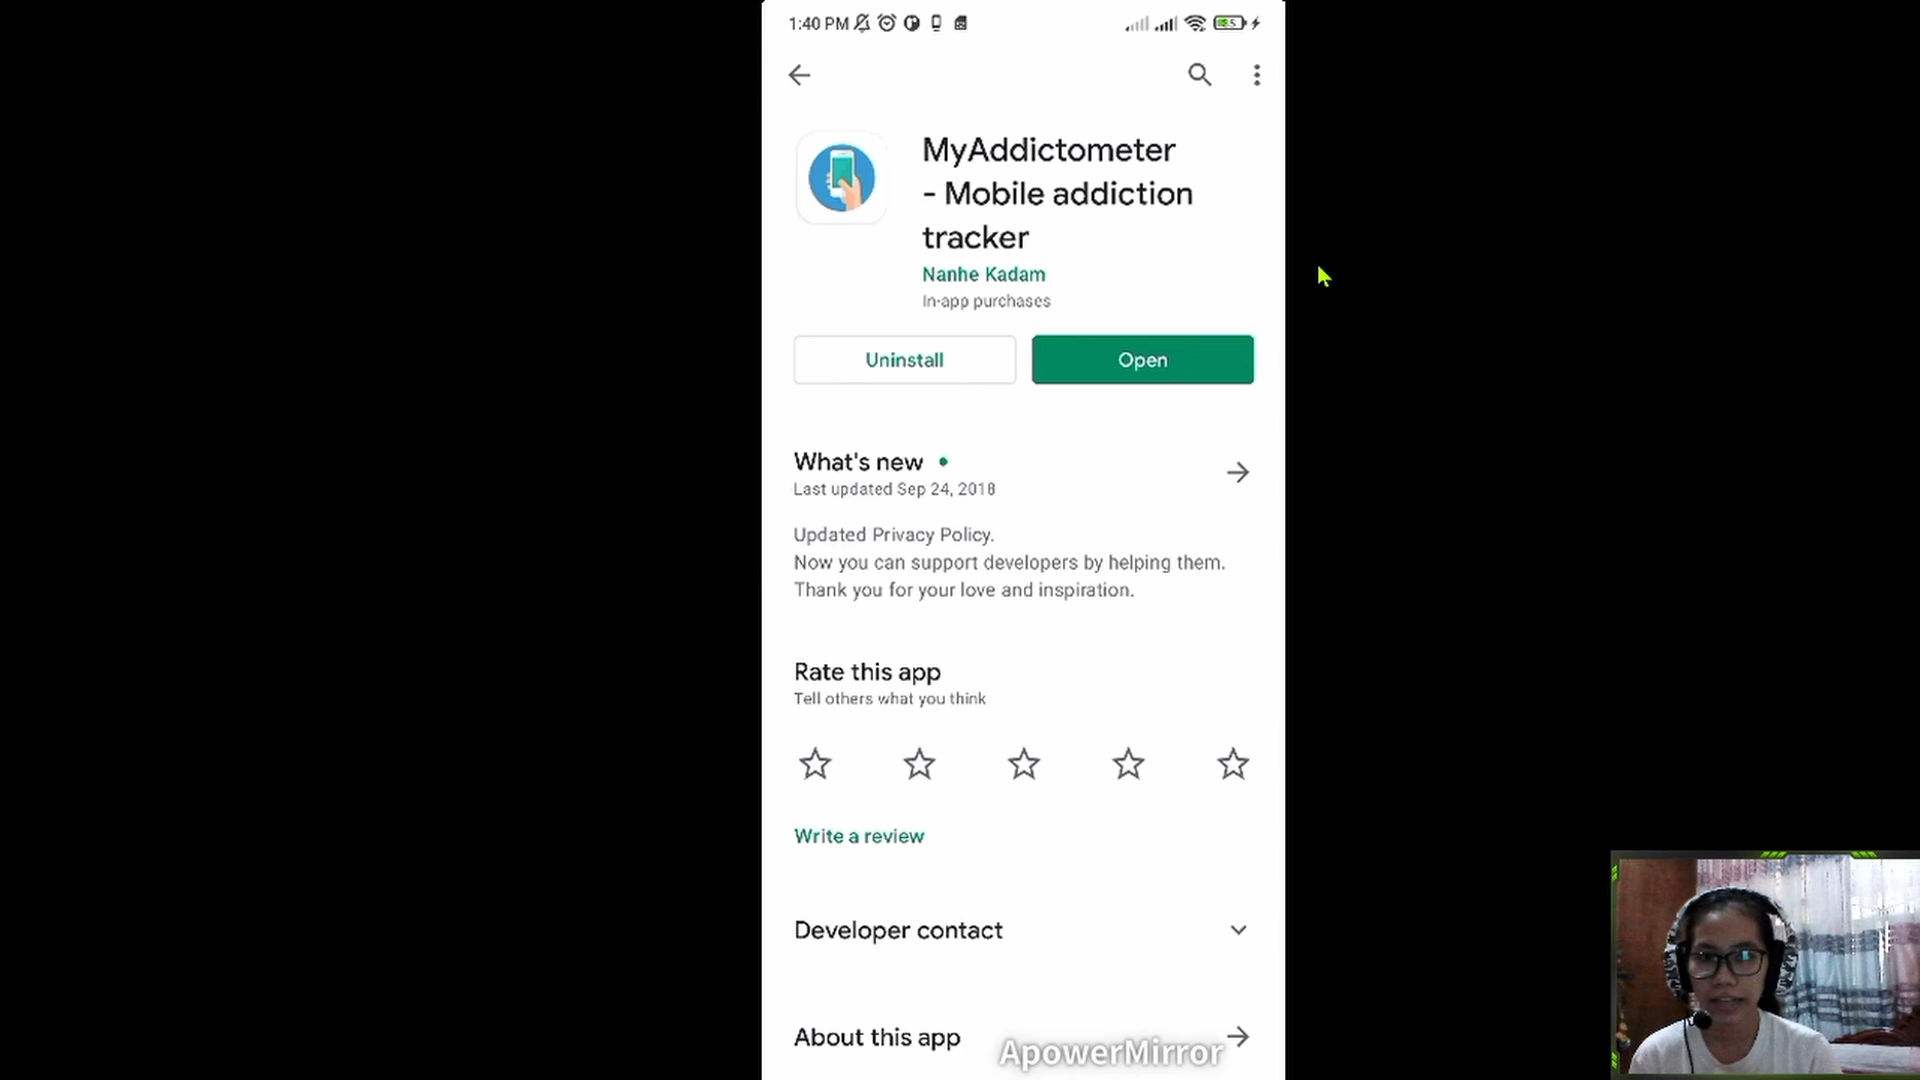 1:40 PM
MyAddictometer
- Mobile addiction
tracker
Nanhe Kadam
In-app purchases
Uninstall
Open
What's new
Last updated Sep 24, 2018
Updated Privacy Policy.
Now you can support developers by helping them.
Thank you for your love and inspiration.
Rate this app
Tell others what you think
Write a review
Developer contact
About this app
ApowerMirror